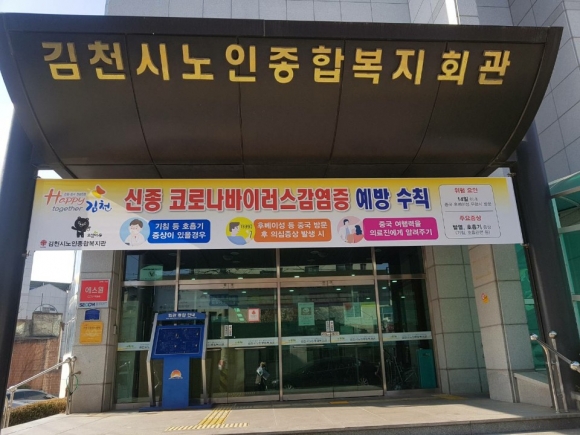 김천시노인종합복지회관
Happy
together
김천
김천시노인종합복지관
신종 코로나바이러스감염증 예방 수칙
기침 등 호흡기
증상이 있을경우
후베이성 등 중국 방문
후 의심증상 발생 시
중국 여행력을
의료진에게 알려주기
14일
주요증상
발열, 호흡기
에스원